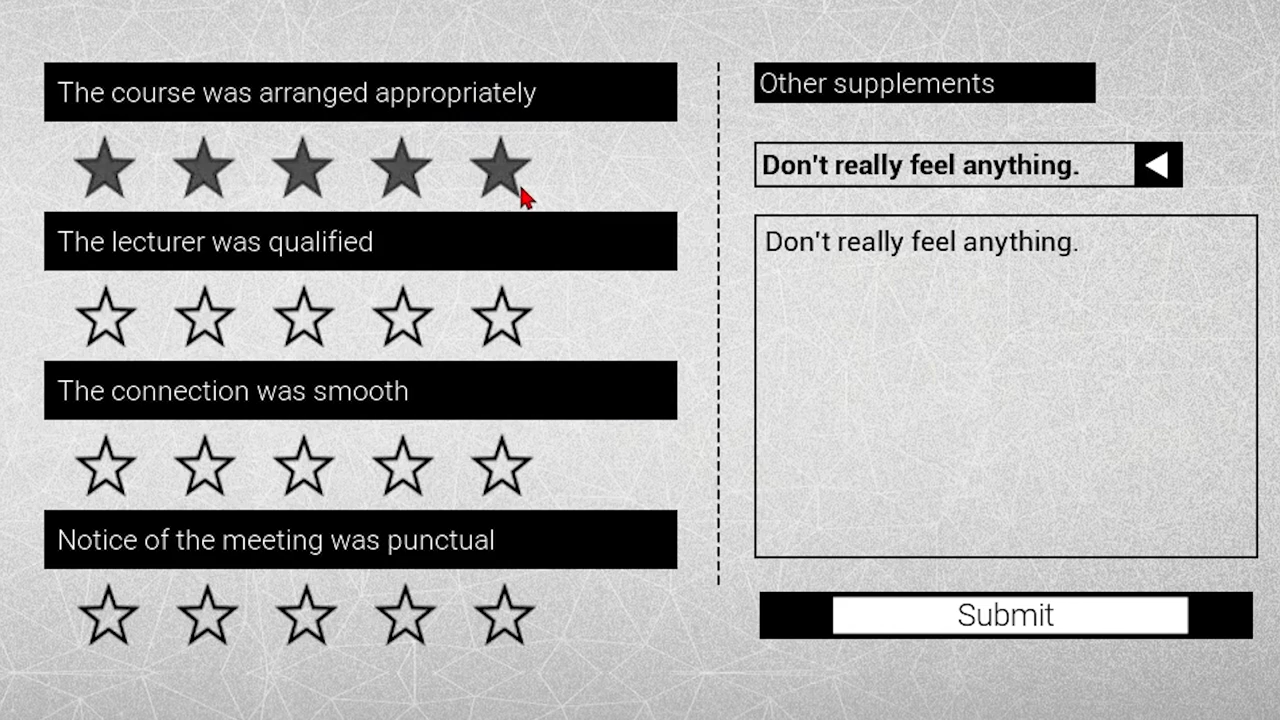 The course was arranged appropriately
The lecturer was qualified
The connection was smooth
Notice of the meeting was punctual
Other supplements
Don't really feel anything.
Don't really feel anything.
Submit